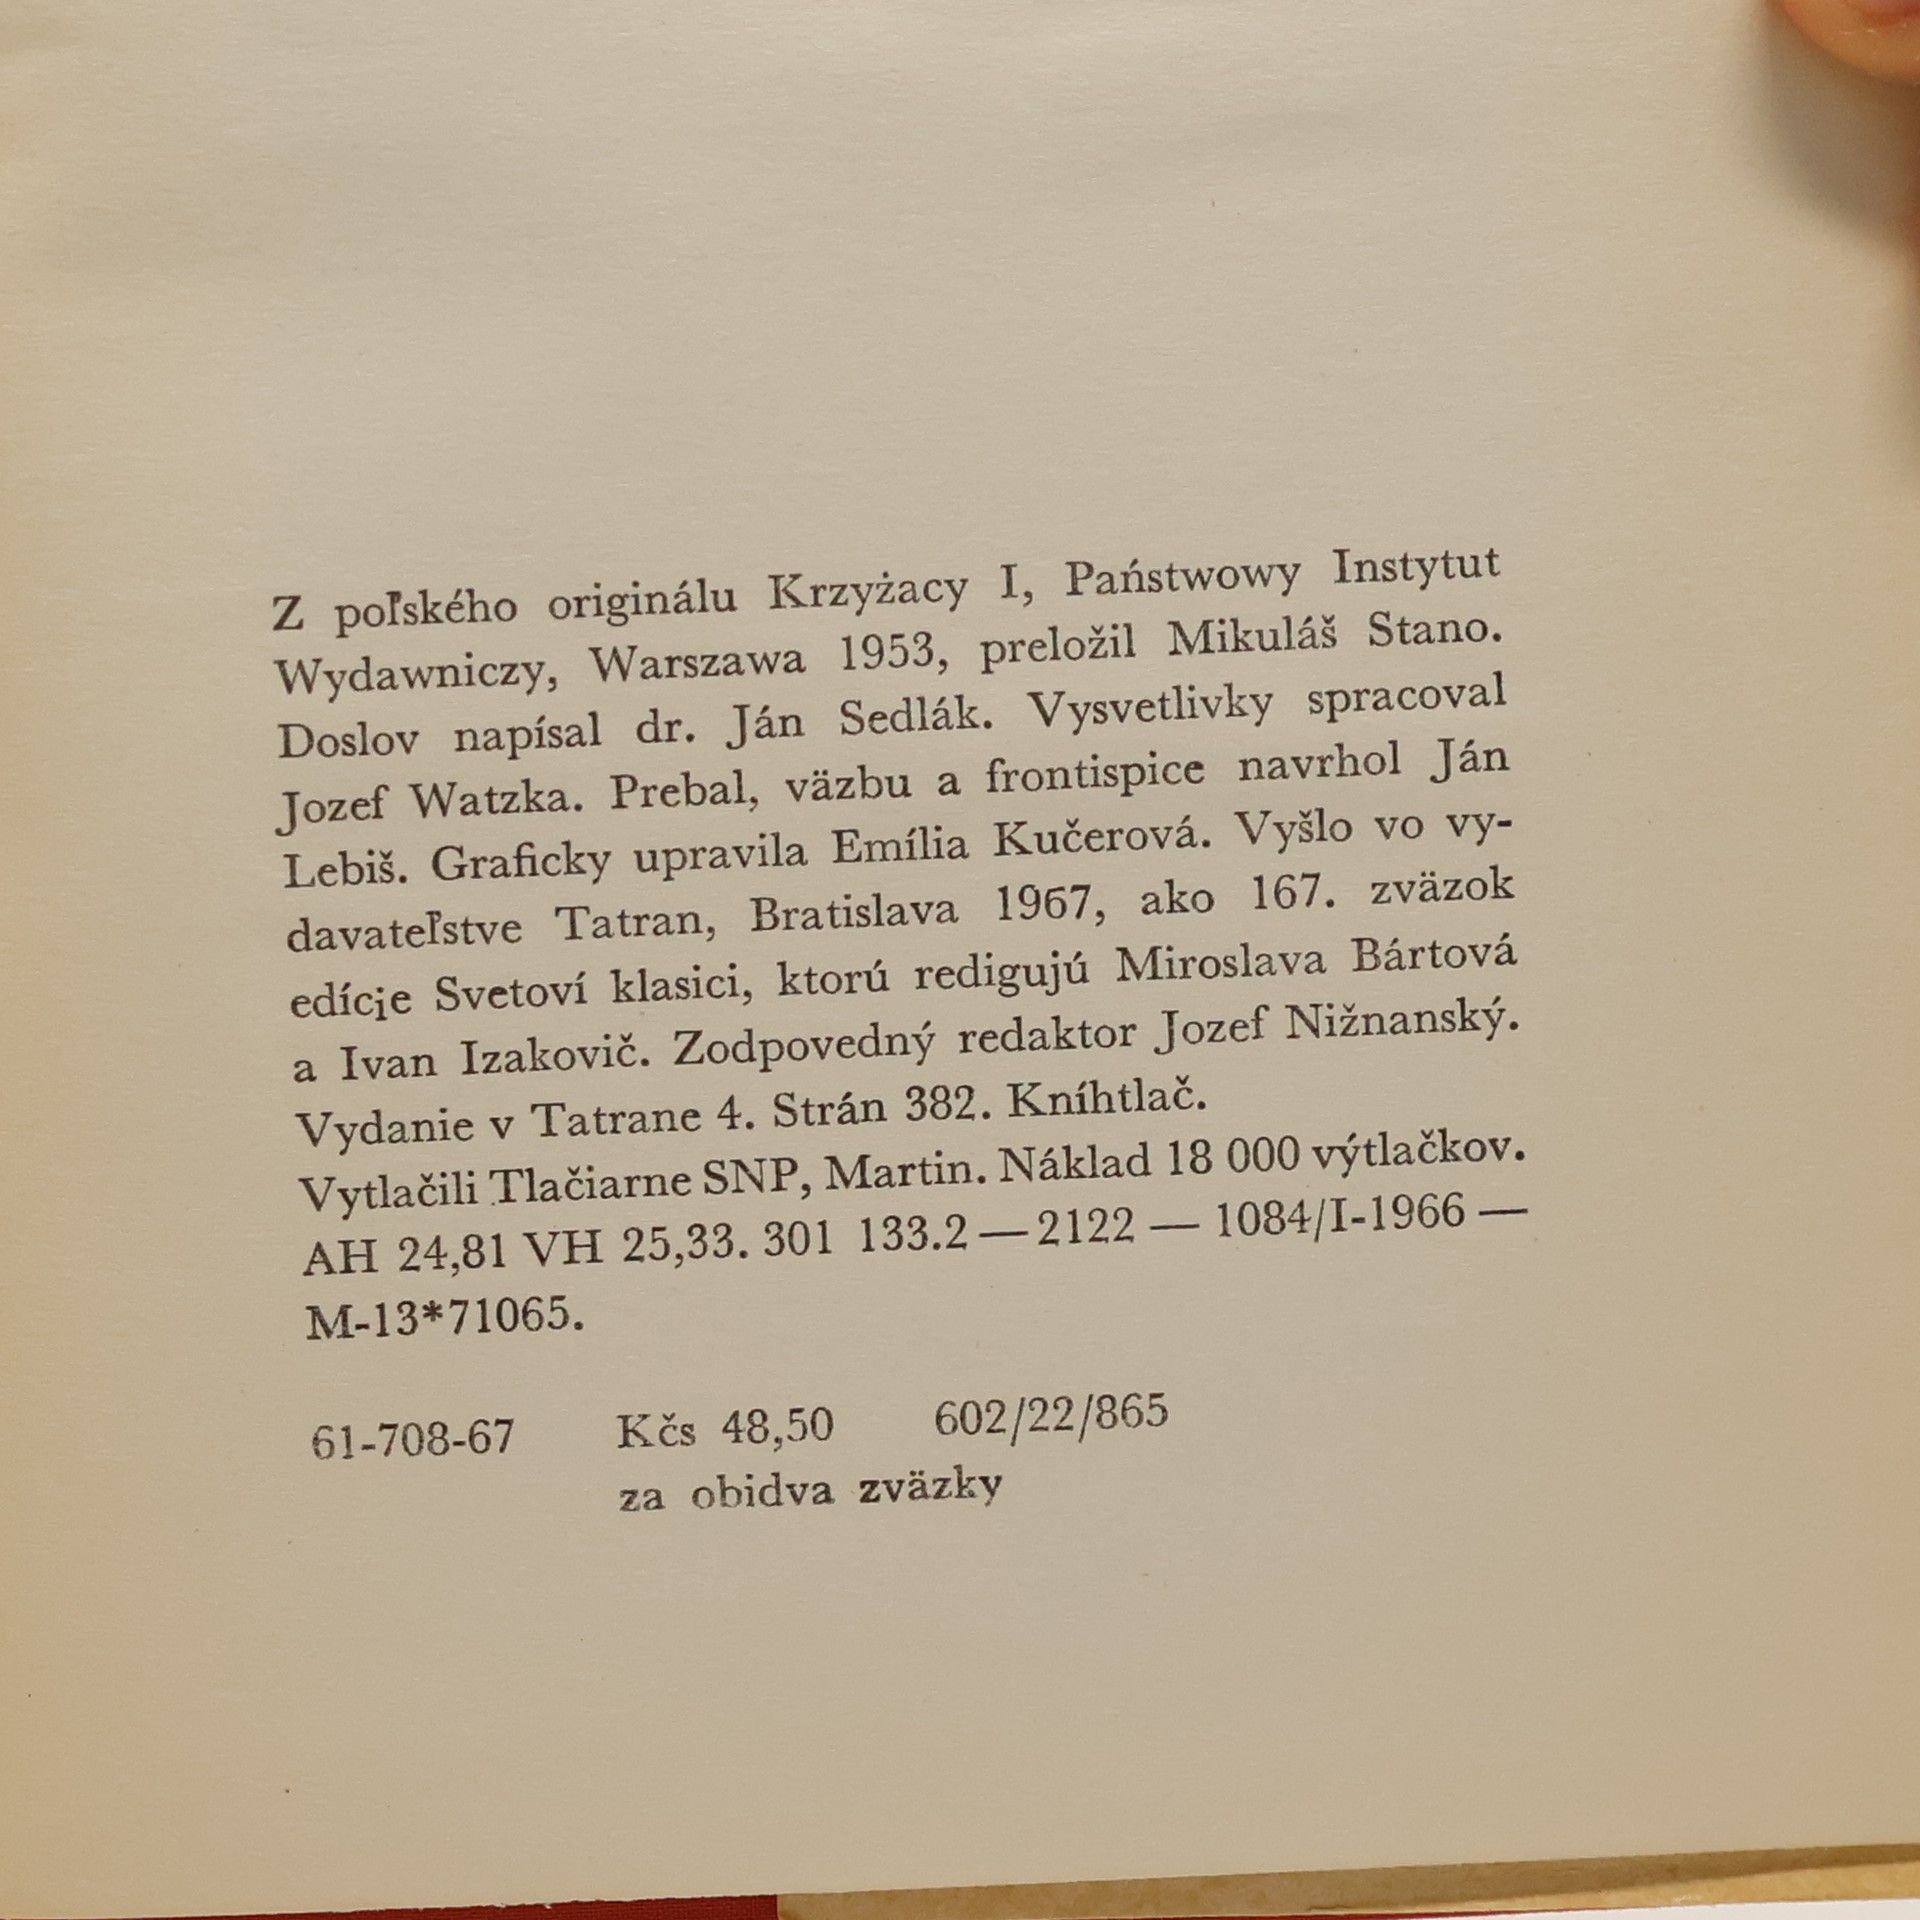 Z poľského originálu Krzyżacy I, Państwowy Instytut
Wydawniczy, Warszawa 1953, preložil Mikuláš Stano.
Doslov napísal dr. Ján Sedlák. Vysvetlivky spracoval
Jozef Watzka. Prebal, väzbu a frontispice navrhol Ján
Lebiš. Graficky upravila Emília Kučerová. Vyšlo vo vy-
davateľstve Tatran, Bratislava 1967, ako 167. zväzok
edície Svetoví klasici, ktorú redigujú Miroslava Bártová
a Ivan Izakovič. Zodpovedný redaktor Jozef Nižnanský.
Vydanie v Tatrane 4. Strán 382. Kníhtlač.
Vytlačili Tlačiarne SNP, Martin. Náklad 18 000 výtlačkov.
AH 24,81 VH 25,33. 301 133.2 — 2122 — 1084/I-1966 —
M-13*71065.
61-708-67 Kčs 48,50 602/22/865
za obidva zväzky